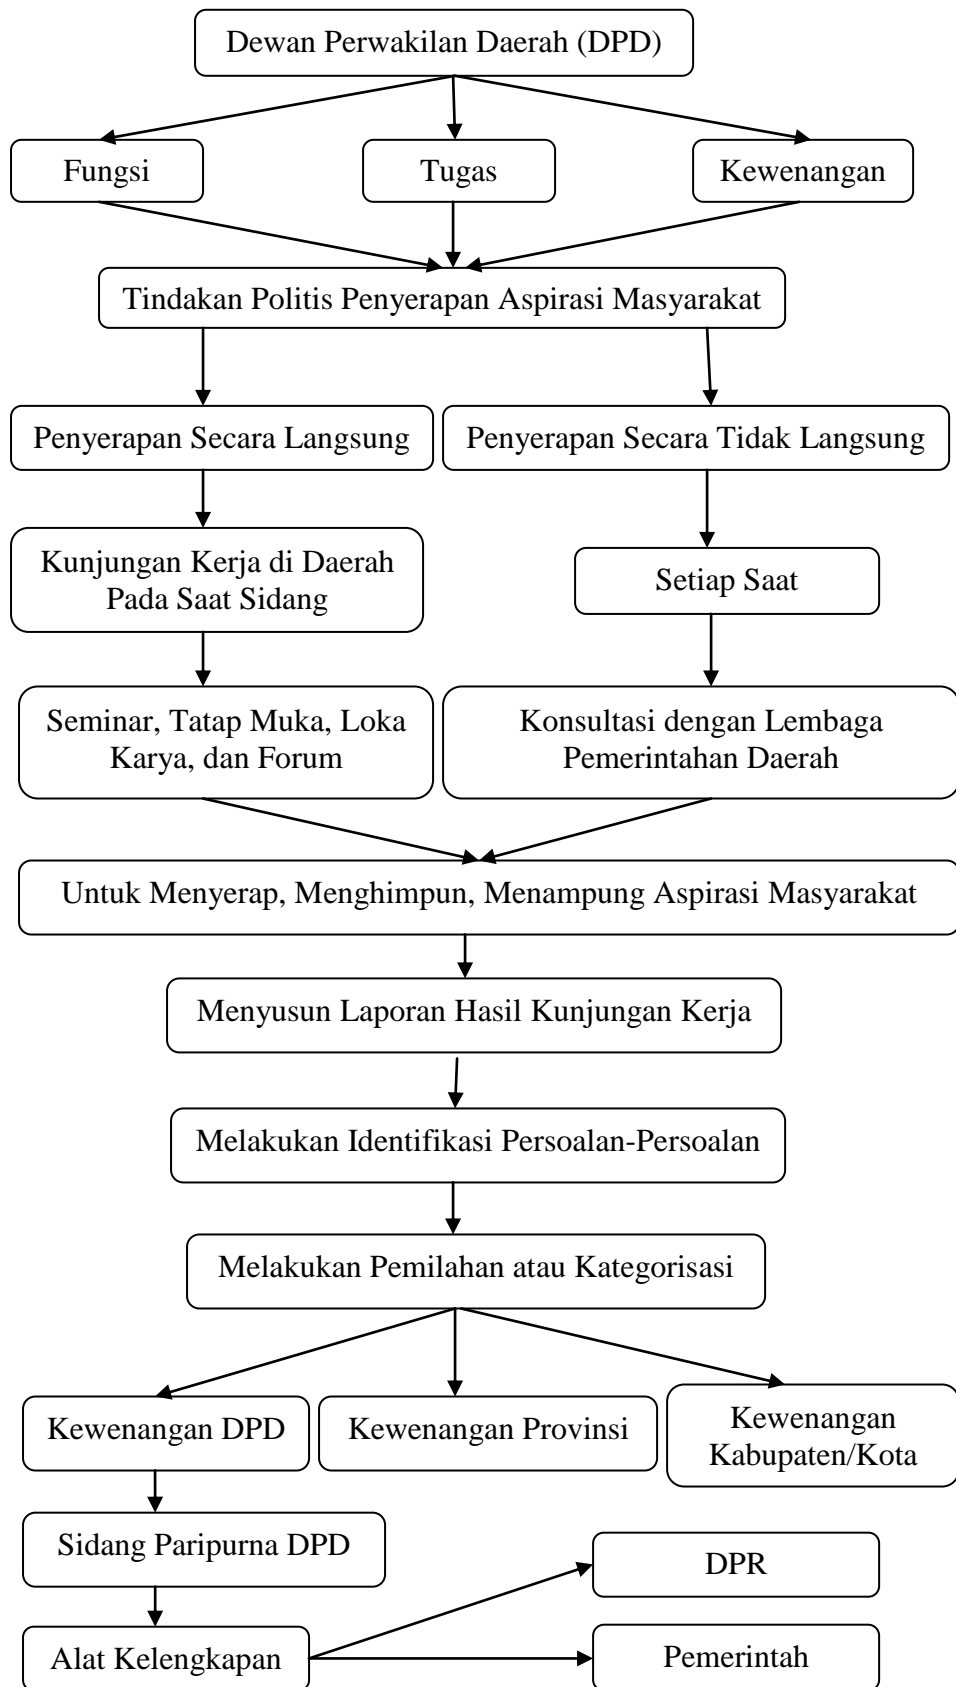 Dewan Perwakilan Daerah (DPD)
Fungsi
Tugas
Kewenangan
Tindakan Politis Penyerapan Aspirasi Masyarakat
Penyerapan Secara Langsung
Penyerapan Secara Tidak Langsung
Kunjungan Kerja di Daerah
Pada Saat Sidang
Setiap Saat
Seminar, Tatap Muka, Loka
Karya, dan Forum
Konsultasi dengan Lembaga
Pemerintahan Daerah
Untuk Menyerap, Menghimpun, Menampung Aspirasi Masyarakat
Menyusun Laporan Hasil Kunjungan Kerja
Melakukan Identifikasi Persoalan-Persoalan
Melakukan Pemilahan atau Kategorisasi
Kewenangan DPD
Kewenangan Provinsi
Kewenangan
Kabupaten/Kota
Sidang Paripurna DPD
DPR
Alat Kelengkapan
Pemerintah